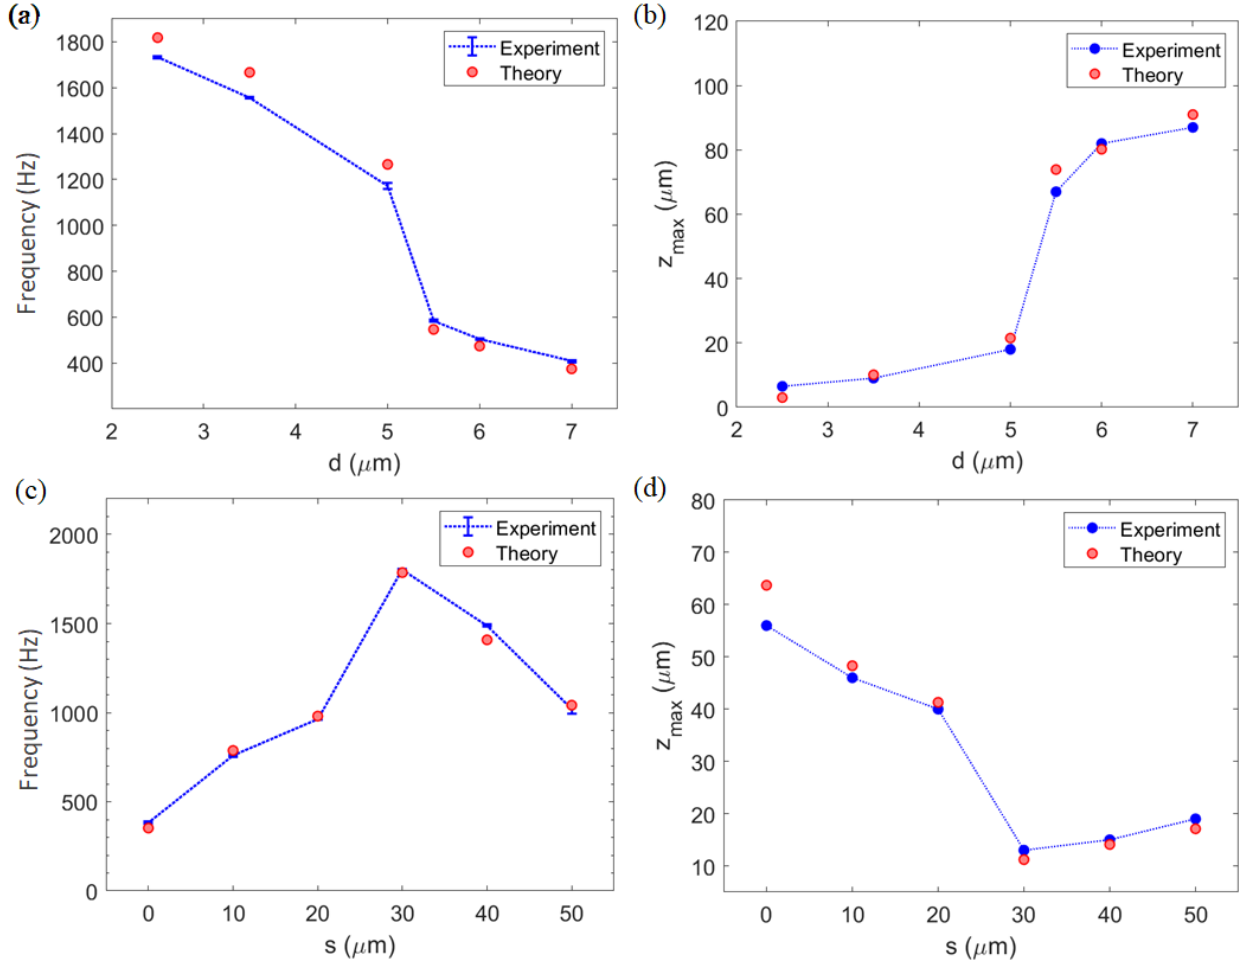 (a)
1800
1600
1400
1200
1000
800
600
400
2
3
4
5
6
7
Frequency (Hz)
d (μm)
Experiment
Theory
(b)
120
100
80
60
40
20
0
2
3
4
5
6
7
z_max (μm)
d (μm)
Experiment
Theory
(c)
2000
1500
1000
500
0
0
10
20
30
40
50
Frequency (Hz)
s (μm)
Experiment
Theory
(d)
80
70
60
50
40
30
20
10
0
10
20
30
40
50
z_max (μm)
s (μm)
Experiment
Theory